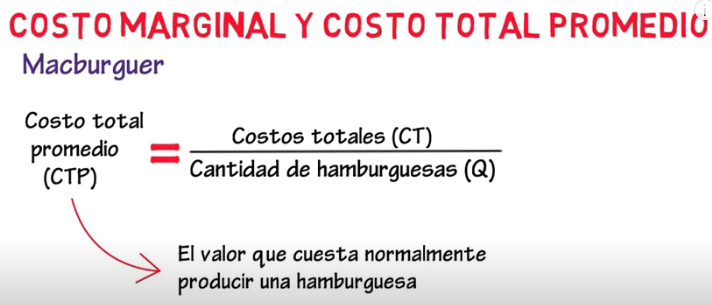 COSTO MARGINAL Y COSTO TOTAL PROMEDIO
Macburguer
Costo total
promedio
(CTP)
=
Costos totales (CT)
Cantidad de hamburguesas (Q)
El valor que cuesta normalmente
producir una hamburguesa